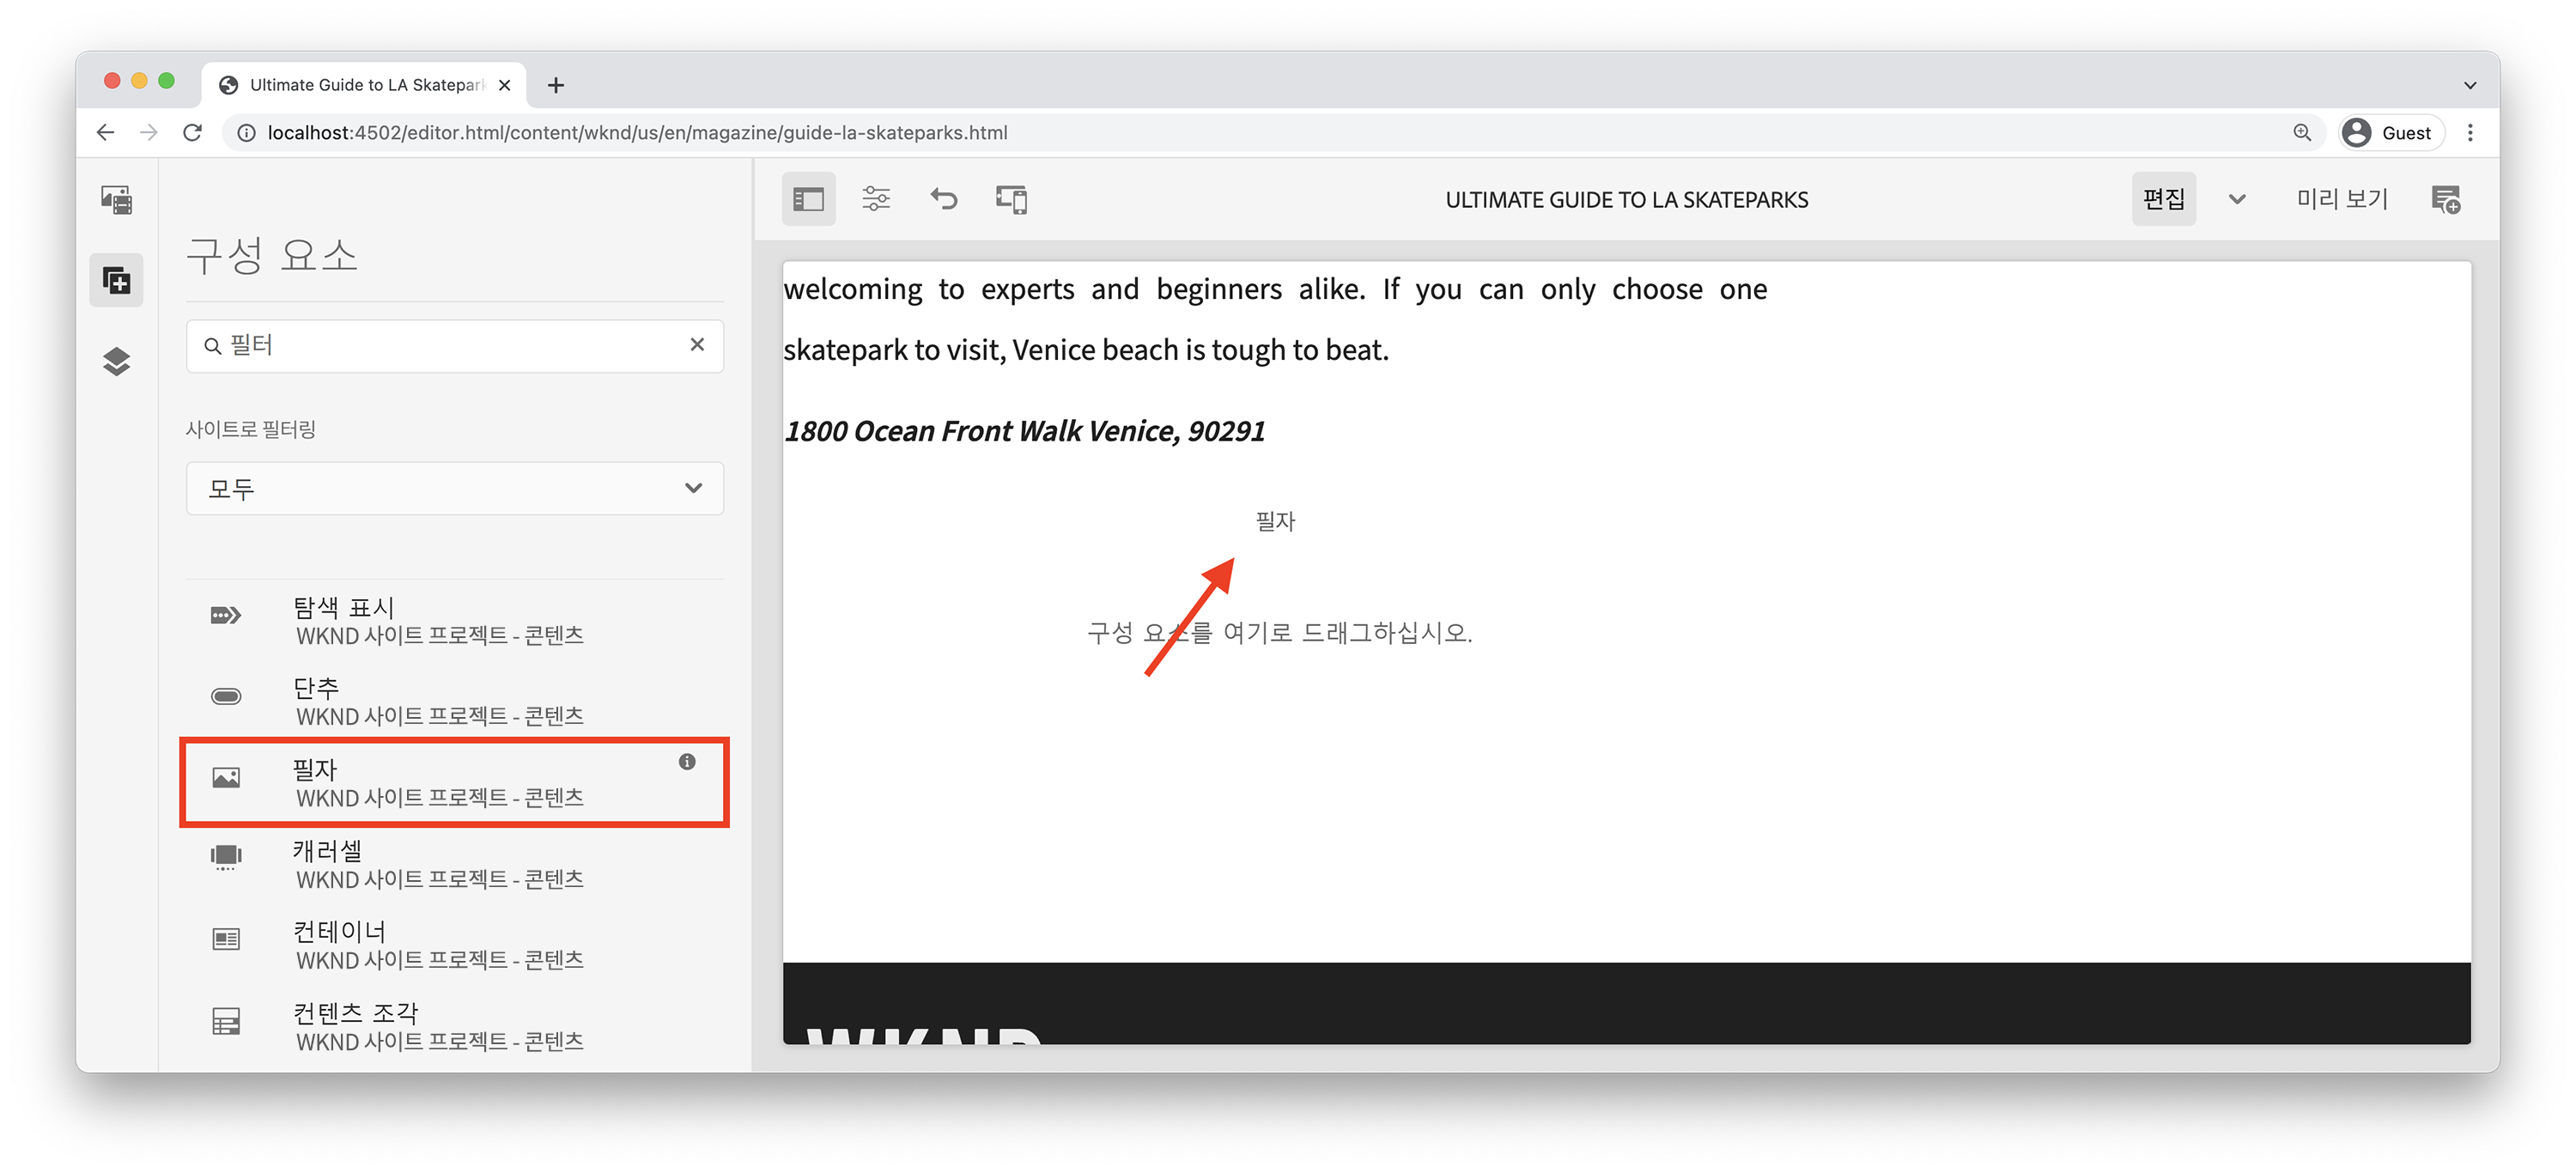 Ultimate Guide to LA Skatepark
localhost:4502/editor.html/content/wknd/us/en/magazine/guide-la-skateparks.html
Guest
ULTIMATE GUIDE TO LA SKATEPARKS
편집
미리 보기
구성 요소
필터
사이트로 필터링
모두
탐색 표시
WKND 사이트 프로젝트 - 콘텐츠
단추
WKND 사이트 프로젝트 - 콘텐츠
필자
WKND 사이트 프로젝트 - 콘텐츠
캐러셀
WKND 사이트 프로젝트 - 콘텐츠
컨테이너
WKND 사이트 프로젝트 - 콘텐츠
컨텐츠 조각
WKND 사이트 프로젝트 - 콘텐츠
welcoming to experts and beginners alike. If you can only choose one
skatepark to visit, Venice beach is tough to beat.
1800 Ocean Front Walk Venice, 90291
필자
구성 요소를 여기로 드래그하십시오.
WKND